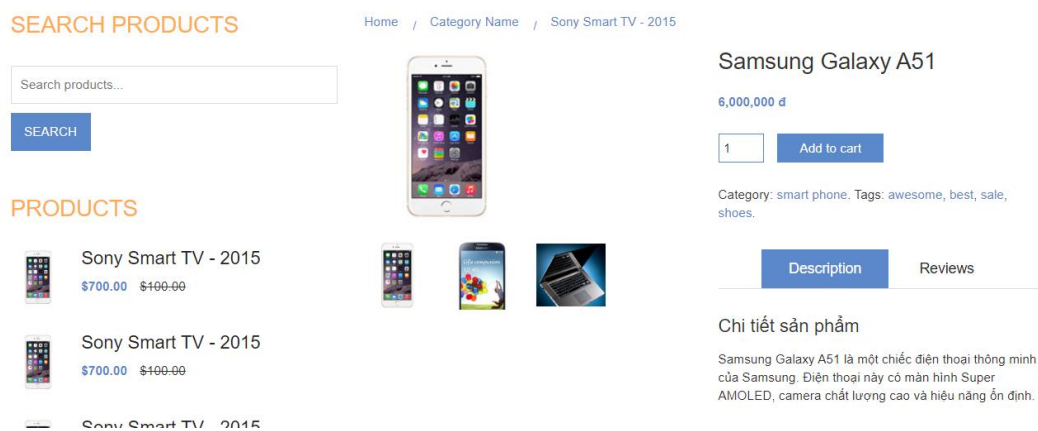 SEARCH PRODUCTS
Search products...
SEARCH
PRODUCTS
Sony Smart TV - 2015
$700.00 $100.00
Sony Smart TV - 2015
$700.00 $100.00
Sony Smart TV - 2015
Home / Category Name / Sony Smart TV - 2015
Samsung Galaxy A51
6,000,000 đ
1
Add to cart
Category: smart phone. Tags: awesome, best, sale,
shoes.
Description
Reviews
Chi tiết sản phẩm
Samsung Galaxy A51 là một chiếc điện thoại thông minh
của Samsung. Điện thoại này có màn hình Super
AMOLED, camera chất lượng cao và hiệu năng ổn định.